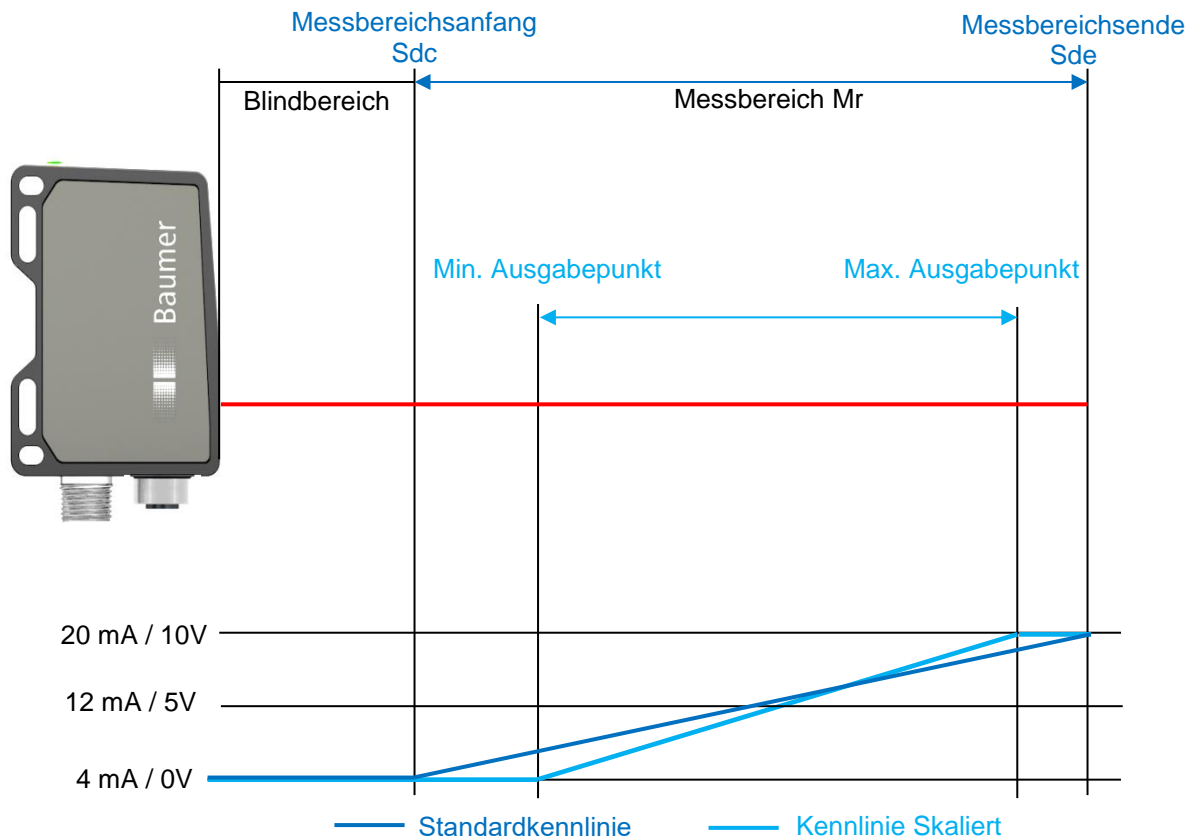 Messbereichsanfang
Sdc
Messbereichsende
Sde
Blindbereich
Messbereich Mr
Baumer
Min. Ausgabepunkt
Max. Ausgabepunkt
20 mA / 10V
12 mA / 5V
4 mA / 0V
Standardkennlinie
Kennlinie Skaliert